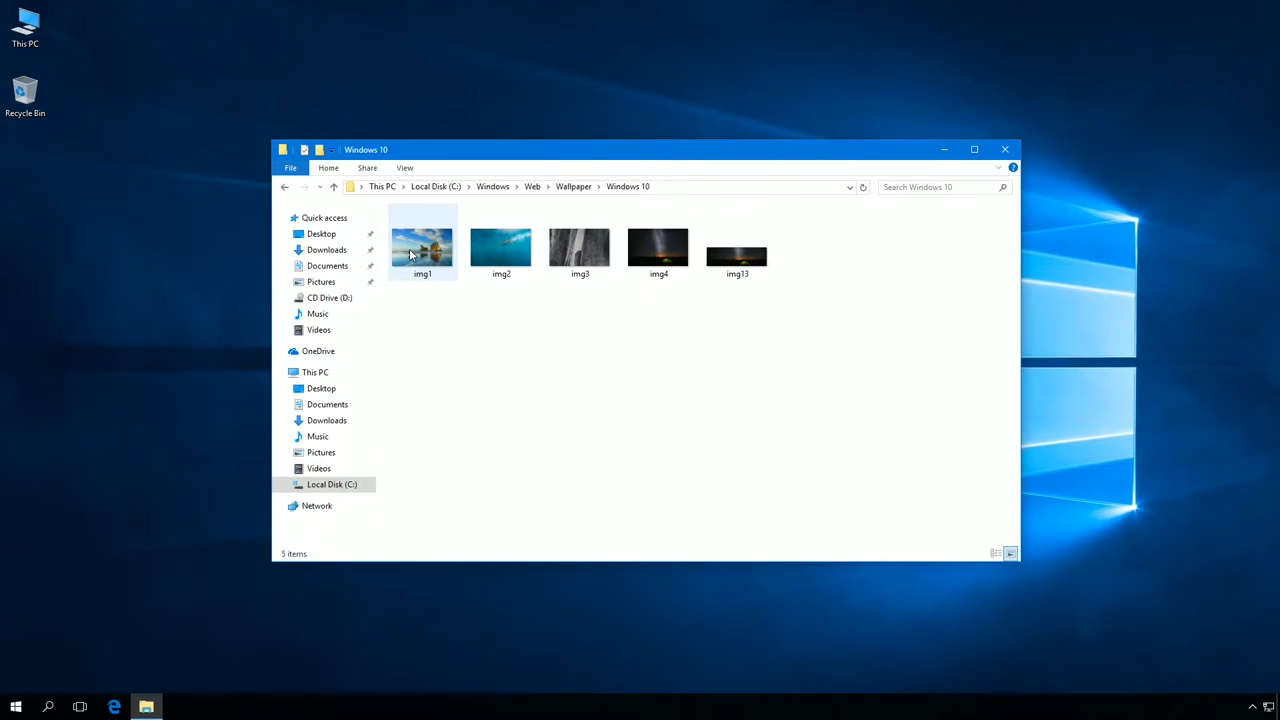 This PC
Recycle Bin
Windows 10
File Home Share View
This PC Local Disk (C:) Windows Web Wallpaper Windows 10
Search Windows 10
Quick access
Desktop
Downloads
Documents
Pictures
CD Drive (D:)
Music
Videos
OneDrive
This PC
Desktop
Documents
Downloads
Music
Pictures
Videos
Local Disk (C:)
Network
img1 img2 img3 img4 img13
5 items